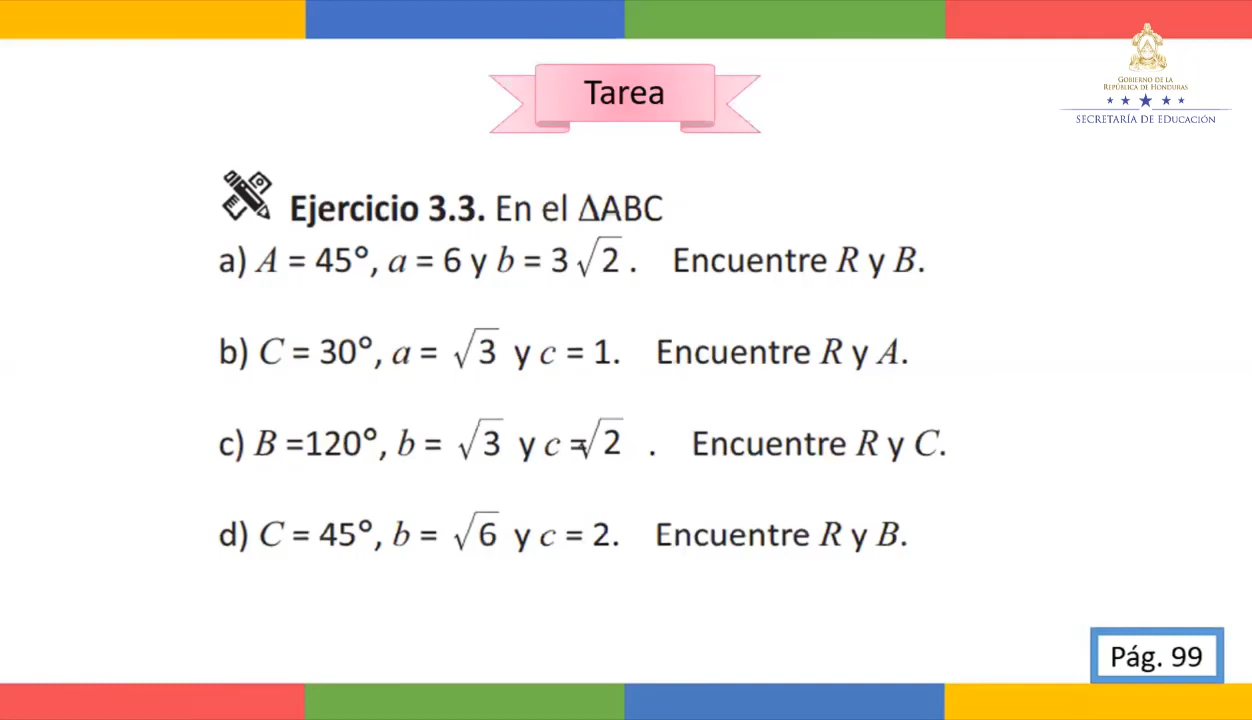 Tarea
GOBIERNO DE LA
REPÚBLICA DE HONDURAS
SECRETARÍA DE EDUCACIÓN
Ejercicio 3.3. En el ΔABC
a) A = 45°, a = 6 y b = 3√2. Encuentre R y B.
b) C = 30°, a = √3 y c = 1. Encuentre R y A.
c) B =120°, b = √3 y c =√2 . Encuentre R y C.
d) C = 45°, b = √6 y c = 2. Encuentre R y B.
Pág. 99